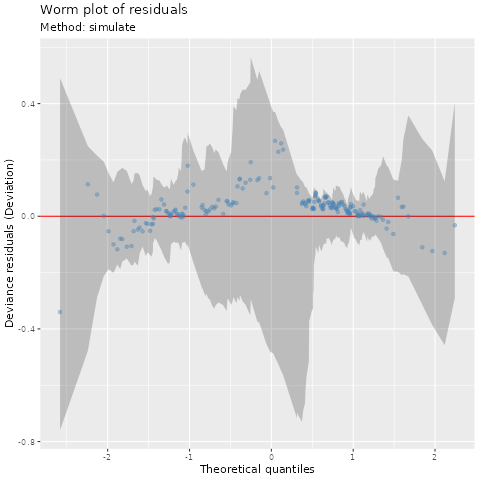 Worm plot of residuals
Method: simulate
Deviance residuals (Deviation)
0.4
0.0
-0.4
-0.8
-2
-1
0
1
2
Theoretical quantiles